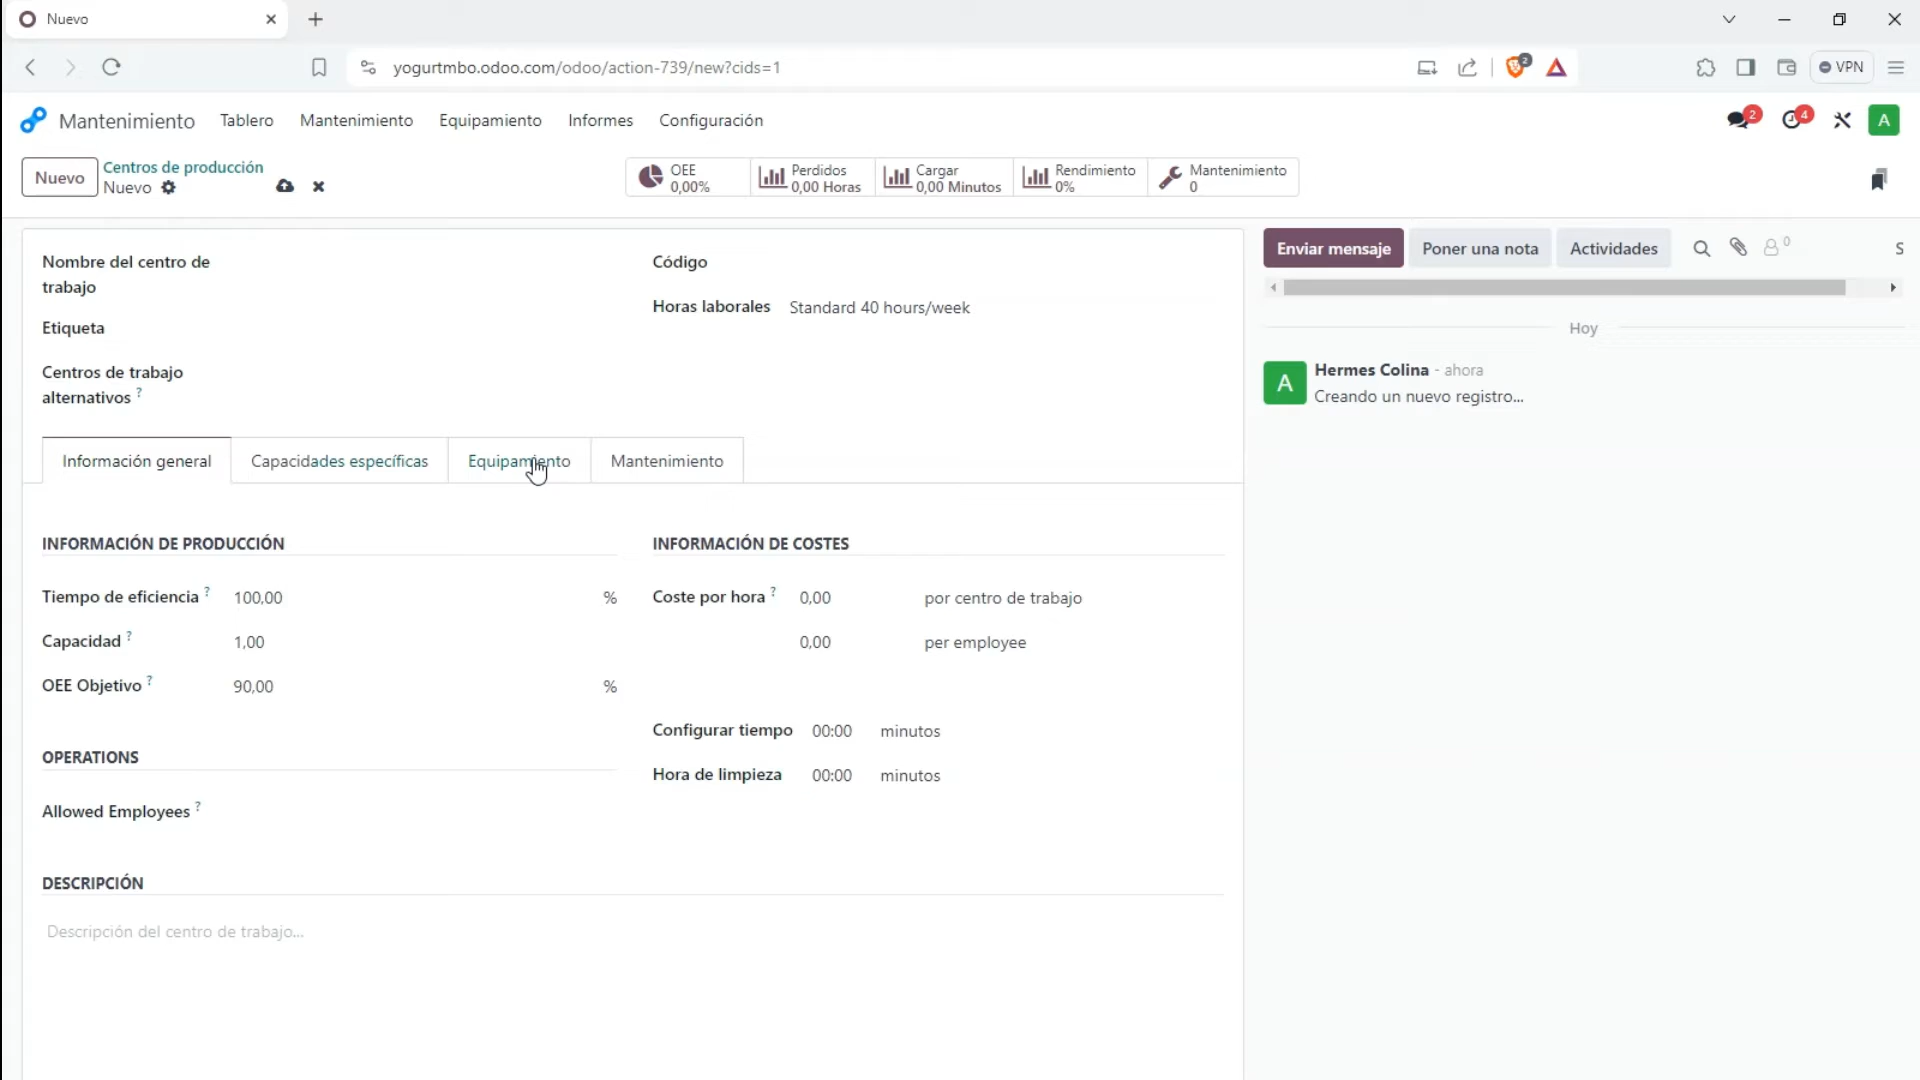 Nuevo
yogurtmbo.odoo.com/odoo/action-739/new?cids=1
2
VPN
Mantenimiento Tablero Mantenimiento Equipamiento Informes Configuración
2 4 A
Nuevo
Centros de producción
Nuevo
OEE
0,00%
Perdidos
0,00 Horas
Cargar
0,00 Minutos
Rendimiento
0%
Mantenimiento
0
Nombre del centro de
trabajo
Código
Horas laborales Standard 40 hours/week
Etiqueta
Centros de trabajo
alternativos ?
Información general Capacidades específicas Equipamiento Mantenimiento
INFORMACIÓN DE PRODUCCIÓN
Tiempo de eficiencia ? 100,00 %
Capacidad ? 1,00
OEE Objetivo ? 90,00 %
OPERATIONS
Allowed Employees ?
INFORMACIÓN DE COSTES
Coste por hora ? 0,00 por centro de trabajo
0,00 per employee
Configurar tiempo 00:00 minutos
Hora de limpieza 00:00 minutos
DESCRIPCIÓN
Descripción del centro de trabajo...
Enviar mensaje Poner una nota Actividades 0 S
Hoy
A
Hermes Colina - ahora
Creando un nuevo registro...